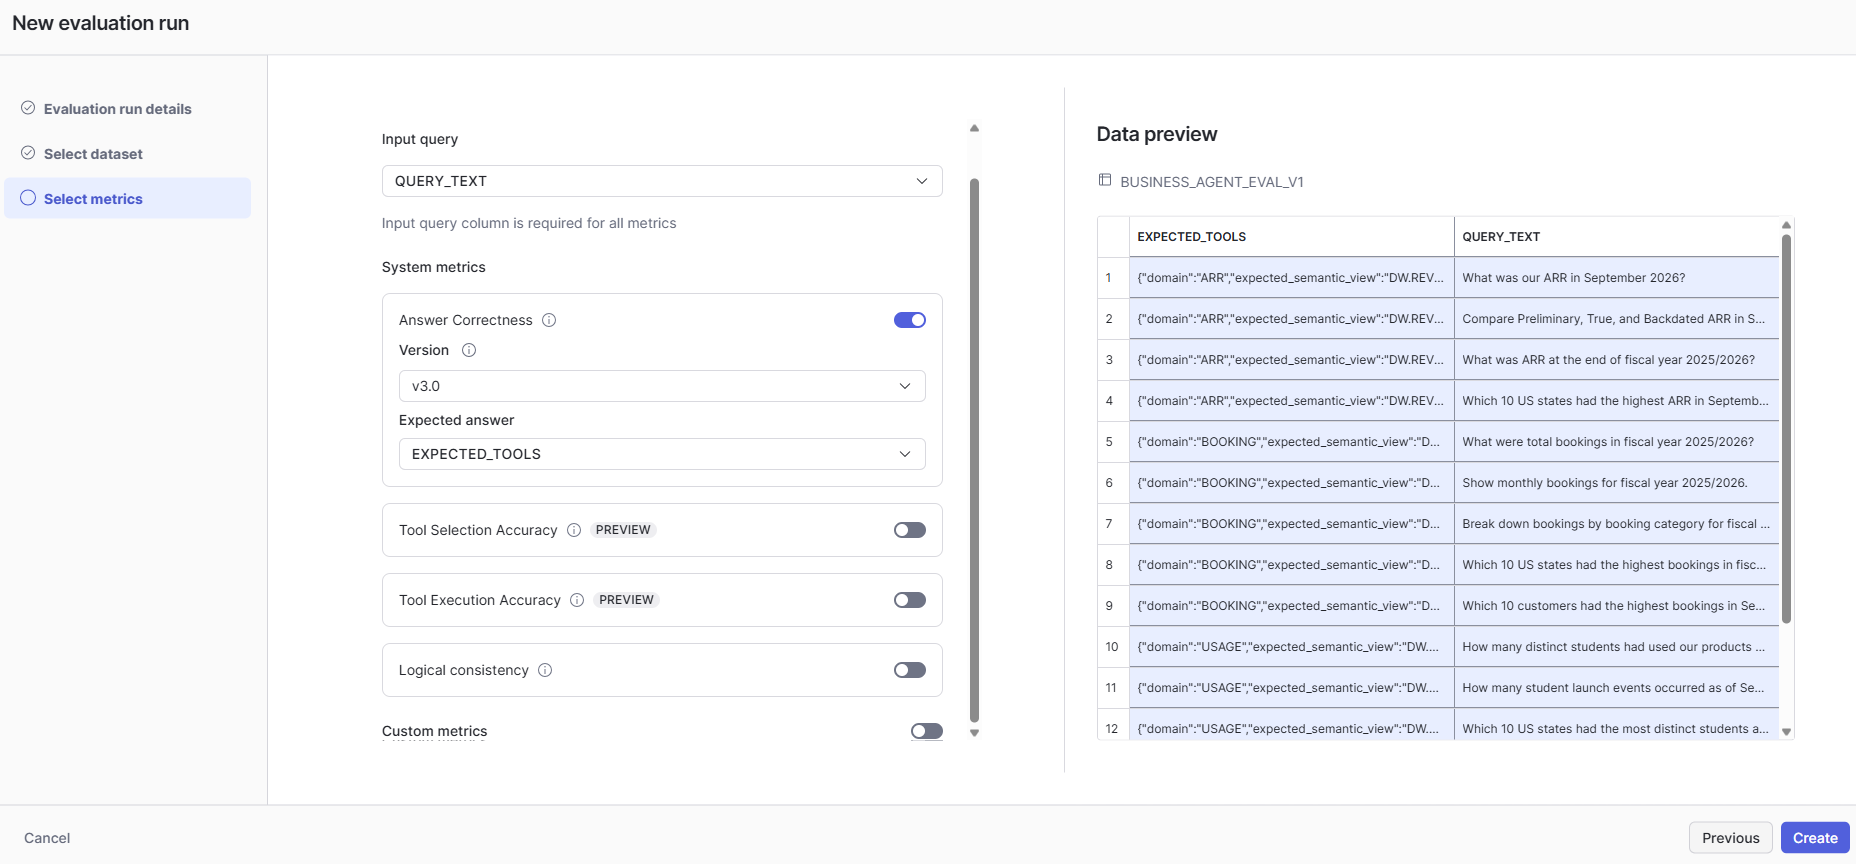 New evaluation run
Evaluation run details
Select dataset
Select metrics
Input query
QUERY_TEXT
Input query column is required for all metrics
System metrics
Answer Correctness
Version
v3.0
Expected answer
EXPECTED_TOOLS
Tool Selection Accuracy PREVIEW
Tool Execution Accuracy PREVIEW
Logical consistency
Custom metrics
Data preview
BUSINESS_AGENT_EVAL_V1
EXPECTED_TOOLS QUERY_TEXT
1 {"domain":"ARR","expected_semantic_view":"DW.REV... What was our ARR in September 2026?
2 {"domain":"ARR","expected_semantic_view":"DW.REV... Compare Preliminary, True, and Backdated ARR in S...
3 {"domain":"ARR","expected_semantic_view":"DW.REV... What was ARR at the end of fiscal year 2025/2026?
4 {"domain":"ARR","expected_semantic_view":"DW.REV... Which 10 US states had the highest ARR in Septemb...
5 {"domain":"BOOKING","expected_semantic_view":"D... What were total bookings in fiscal year 2025/2026?
6 {"domain":"BOOKING","expected_semantic_view":"D... Show monthly bookings for fiscal year 2025/2026.
7 {"domain":"BOOKING","expected_semantic_view":"D... Break down bookings by booking category for fiscal ...
8 {"domain":"BOOKING","expected_semantic_view":"D... Which 10 US states had the highest bookings in fisc...
9 {"domain":"BOOKING","expected_semantic_view":"D... Which 10 customers had the highest bookings in Se...
10 {"domain":"USAGE","expected_semantic_view":"DW.... How many distinct students had used our products ...
11 {"domain":"USAGE","expected_semantic_view":"DW.... How many student launch events occurred as of Se...
12 {"domain":"USAGE","expected_semantic_view":"DW.... Which 10 US states had the most distinct students a...
Cancel
Previous
Create